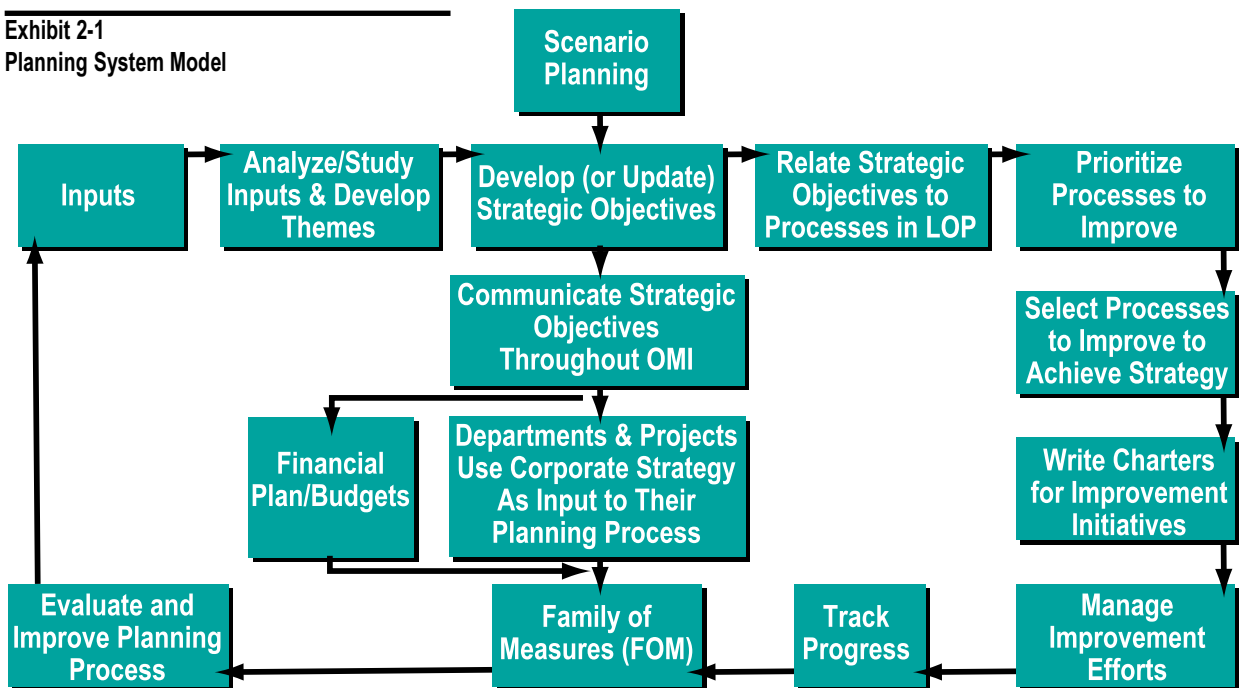 Exhibit 2-1
Planning System Model
Scenario
Planning
Inputs
Analyze/Study
Inputs & Develop
Themes
Develop (or Update)
Strategic Objectives
Relate Strategic
Objectives to
Processes in LOP
Prioritize
Processes to
Improve
Communicate Strategic
Objectives
Throughout OMI
Select Processes
to Improve to
Achieve Strategy
Financial
Plan/Budgets
Departments & Projects
Use Corporate Strategy
As Input to Their
Planning Process
Write Charters
for Improvement
Initiatives
Evaluate and
Improve Planning
Process
Family of
Measures (FOM)
Track
Progress
Manage
Improvement
Efforts